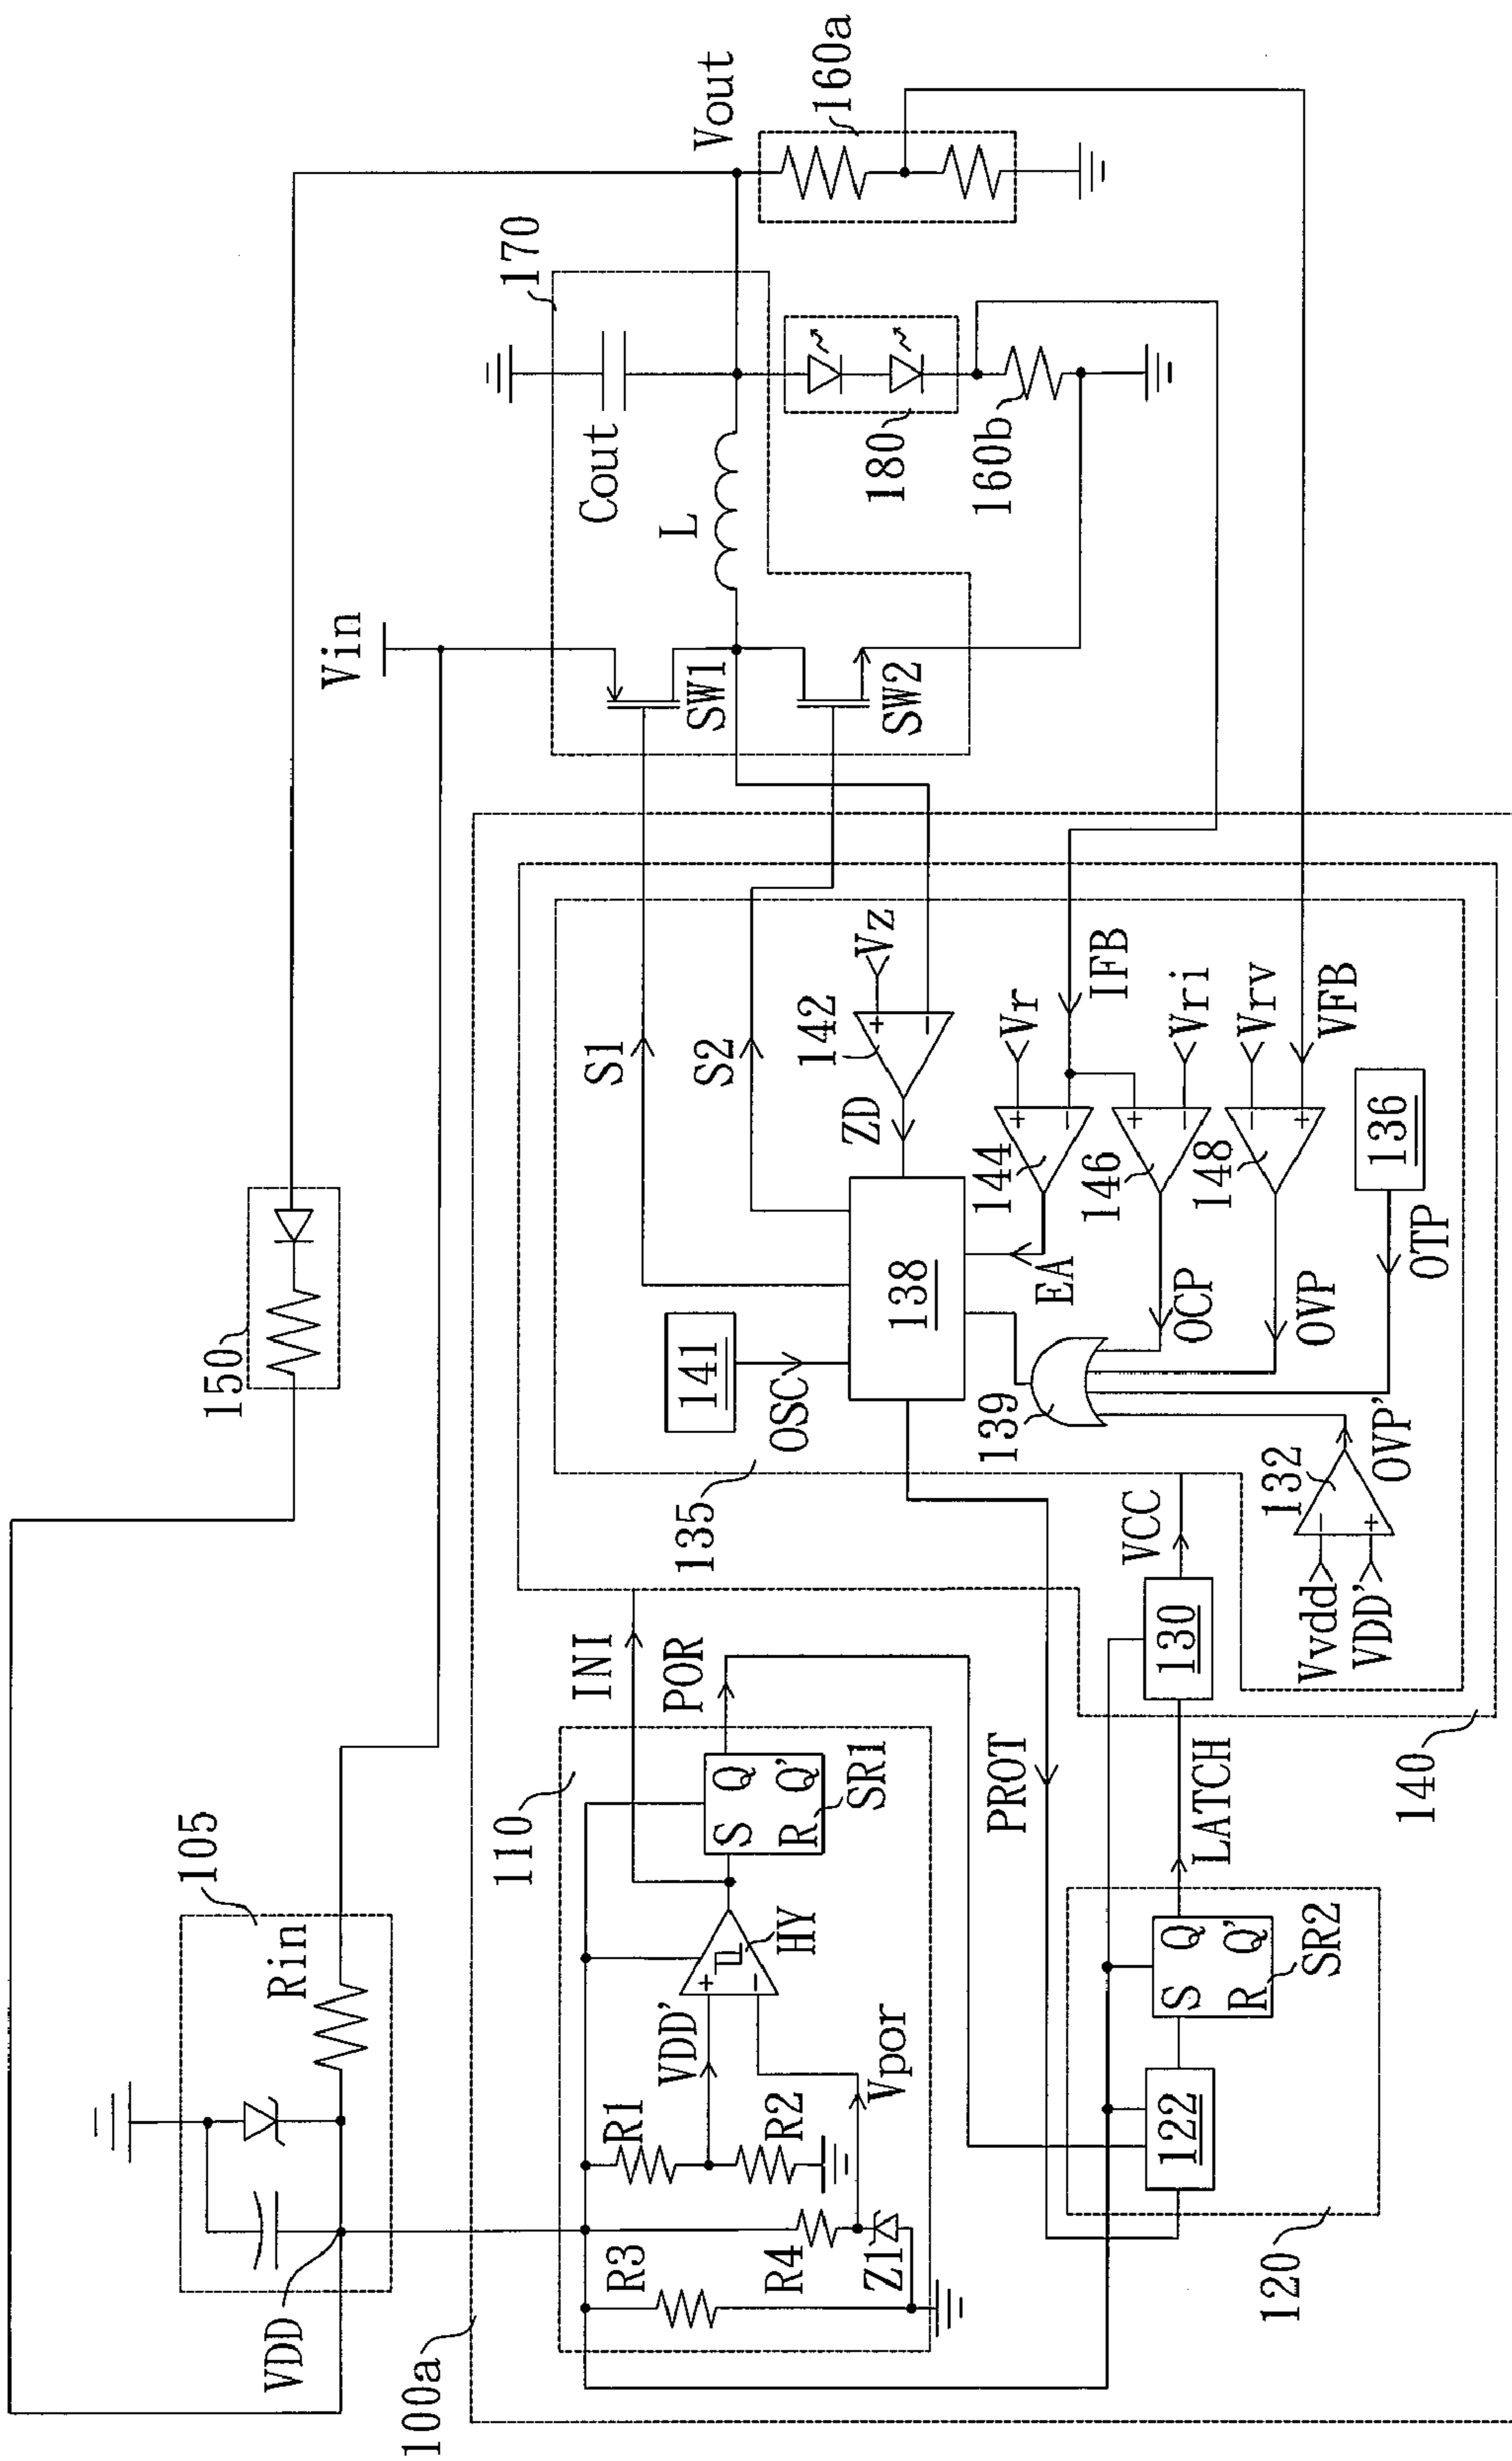 Vout
160a
170
Cout
L
180
160b
Vin
SW1
SW2
150
S1
S2
Vz
142
ZD
Vr
IFB
Vri
Vrv
VFB
144
146
148
136
EA
OCP
OVP
OTP
141
OSC
138
139
135
132
OVP'
Vvdd
VDD'
+
−
+
−
+
−
−
+
−
+
VCC
130
140
INI
POR
PROT
LATCH
105
Rin
VDD
110
S
Q
R
Q'
SR1
HY
+
−
VDD'
Vpor
R1
R2
R3
R4
Z1
100a
S
Q
R
Q'
SR2
122
120